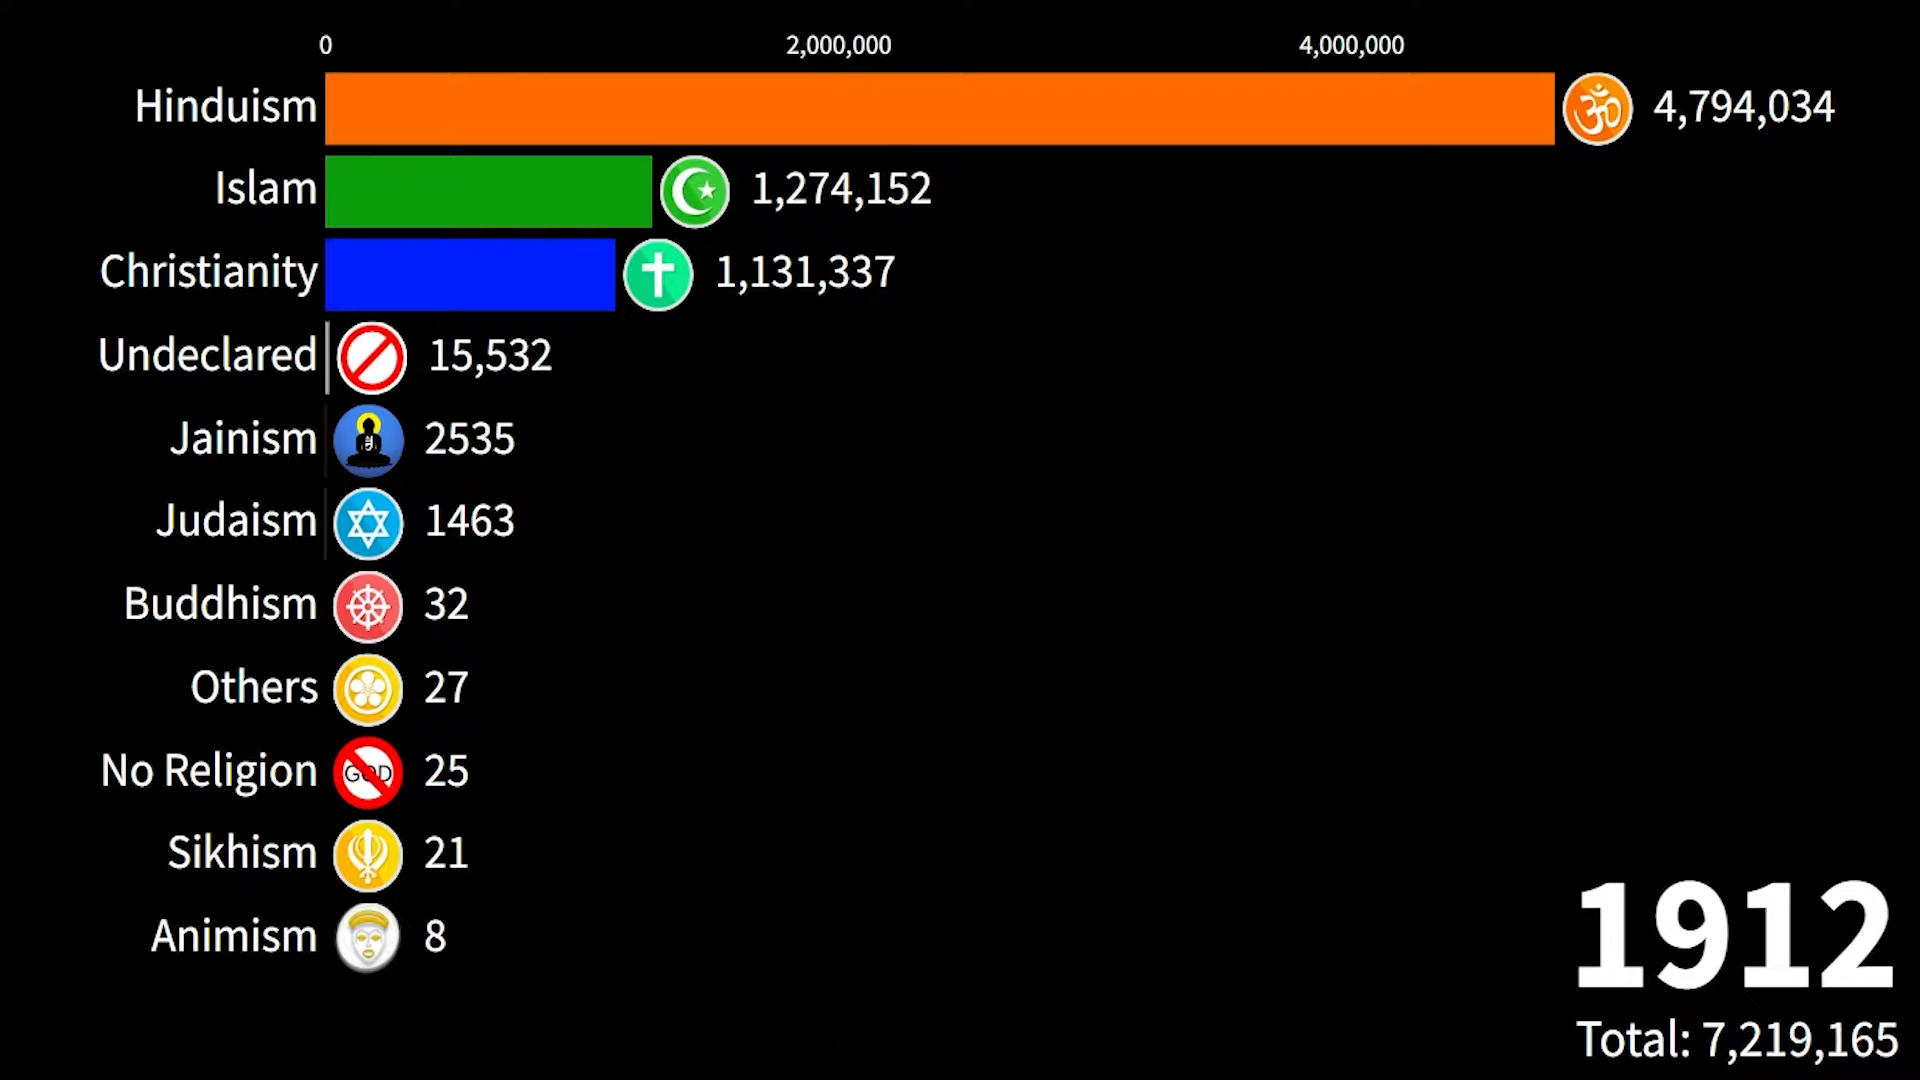 0 2,000,000 4,000,000
Hinduism 4,794,034
Islam 1,274,152
Christianity 1,131,337
Undeclared 15,532
Jainism 2535
Judaism 1463
Buddhism 32
Others 27
No Religion GOD 25
Sikhism 21
Animism 8
1912
Total: 7,219,165